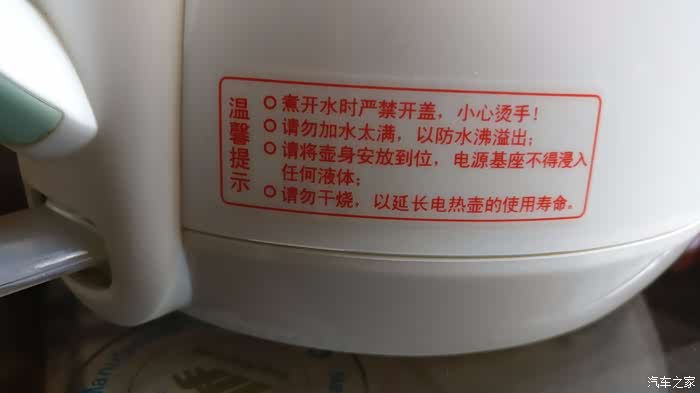 温馨提示
○ 煮开水时严禁开盖，小心烫手！
○ 请勿加水太满，以防水沸溢出；
○ 请将壶身安放到位，电源基座不得浸入
任何液体；
○ 请勿干烧，以延长电热壶的使用寿命。
汽车之家